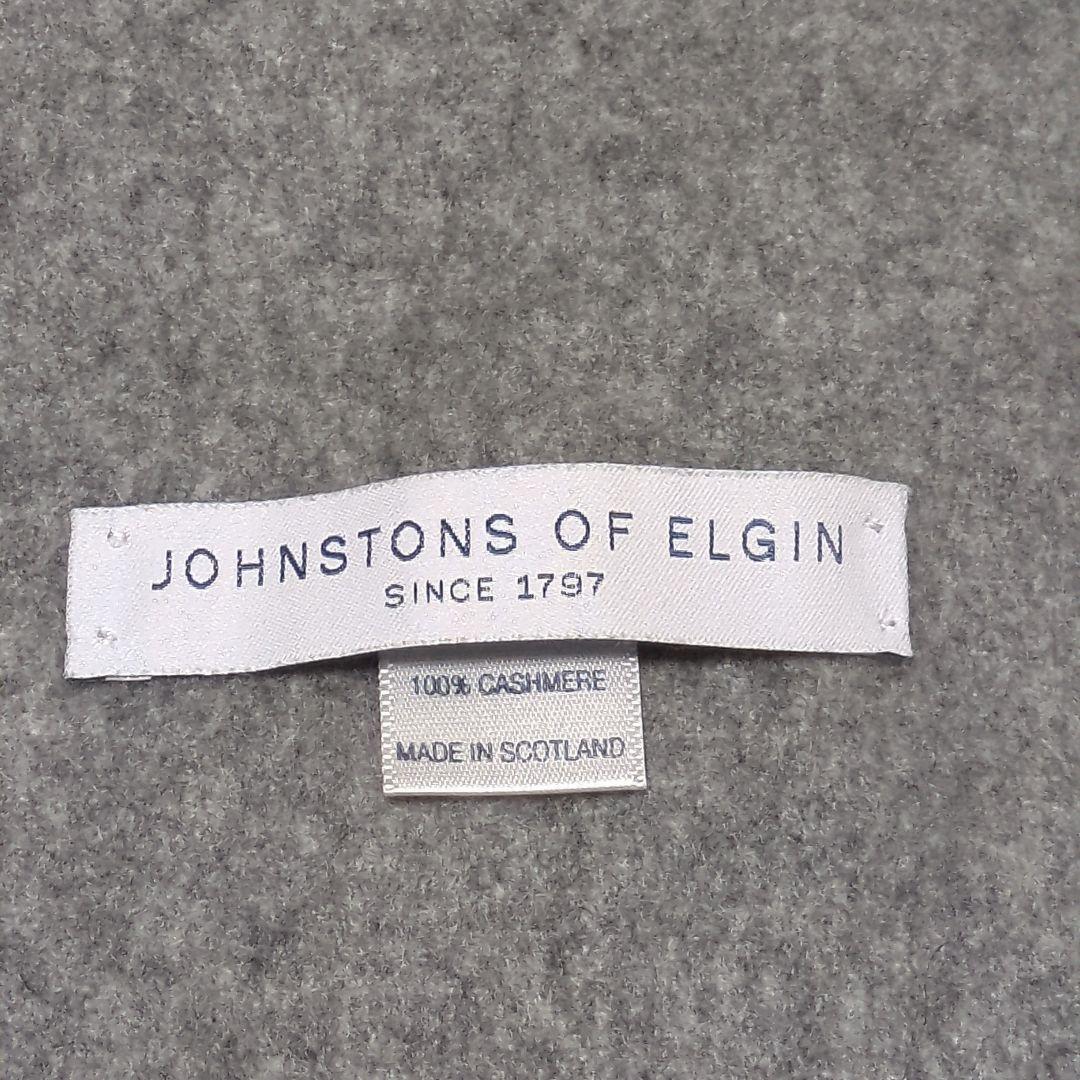 JOHNSTONS OF ELGIN
SINCE 1797
100% CASHMERE
MADE IN SCOTLAND